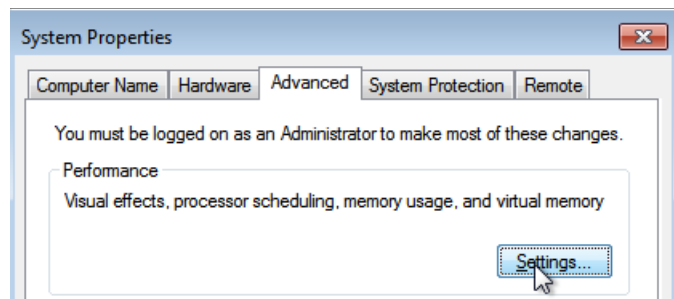 System Properties
Computer Name Hardware Advanced System Protection Remote
You must be logged on as an Administrator to make most of these changes.
Performance
Visual effects, processor scheduling, memory usage, and virtual memory
Settings...